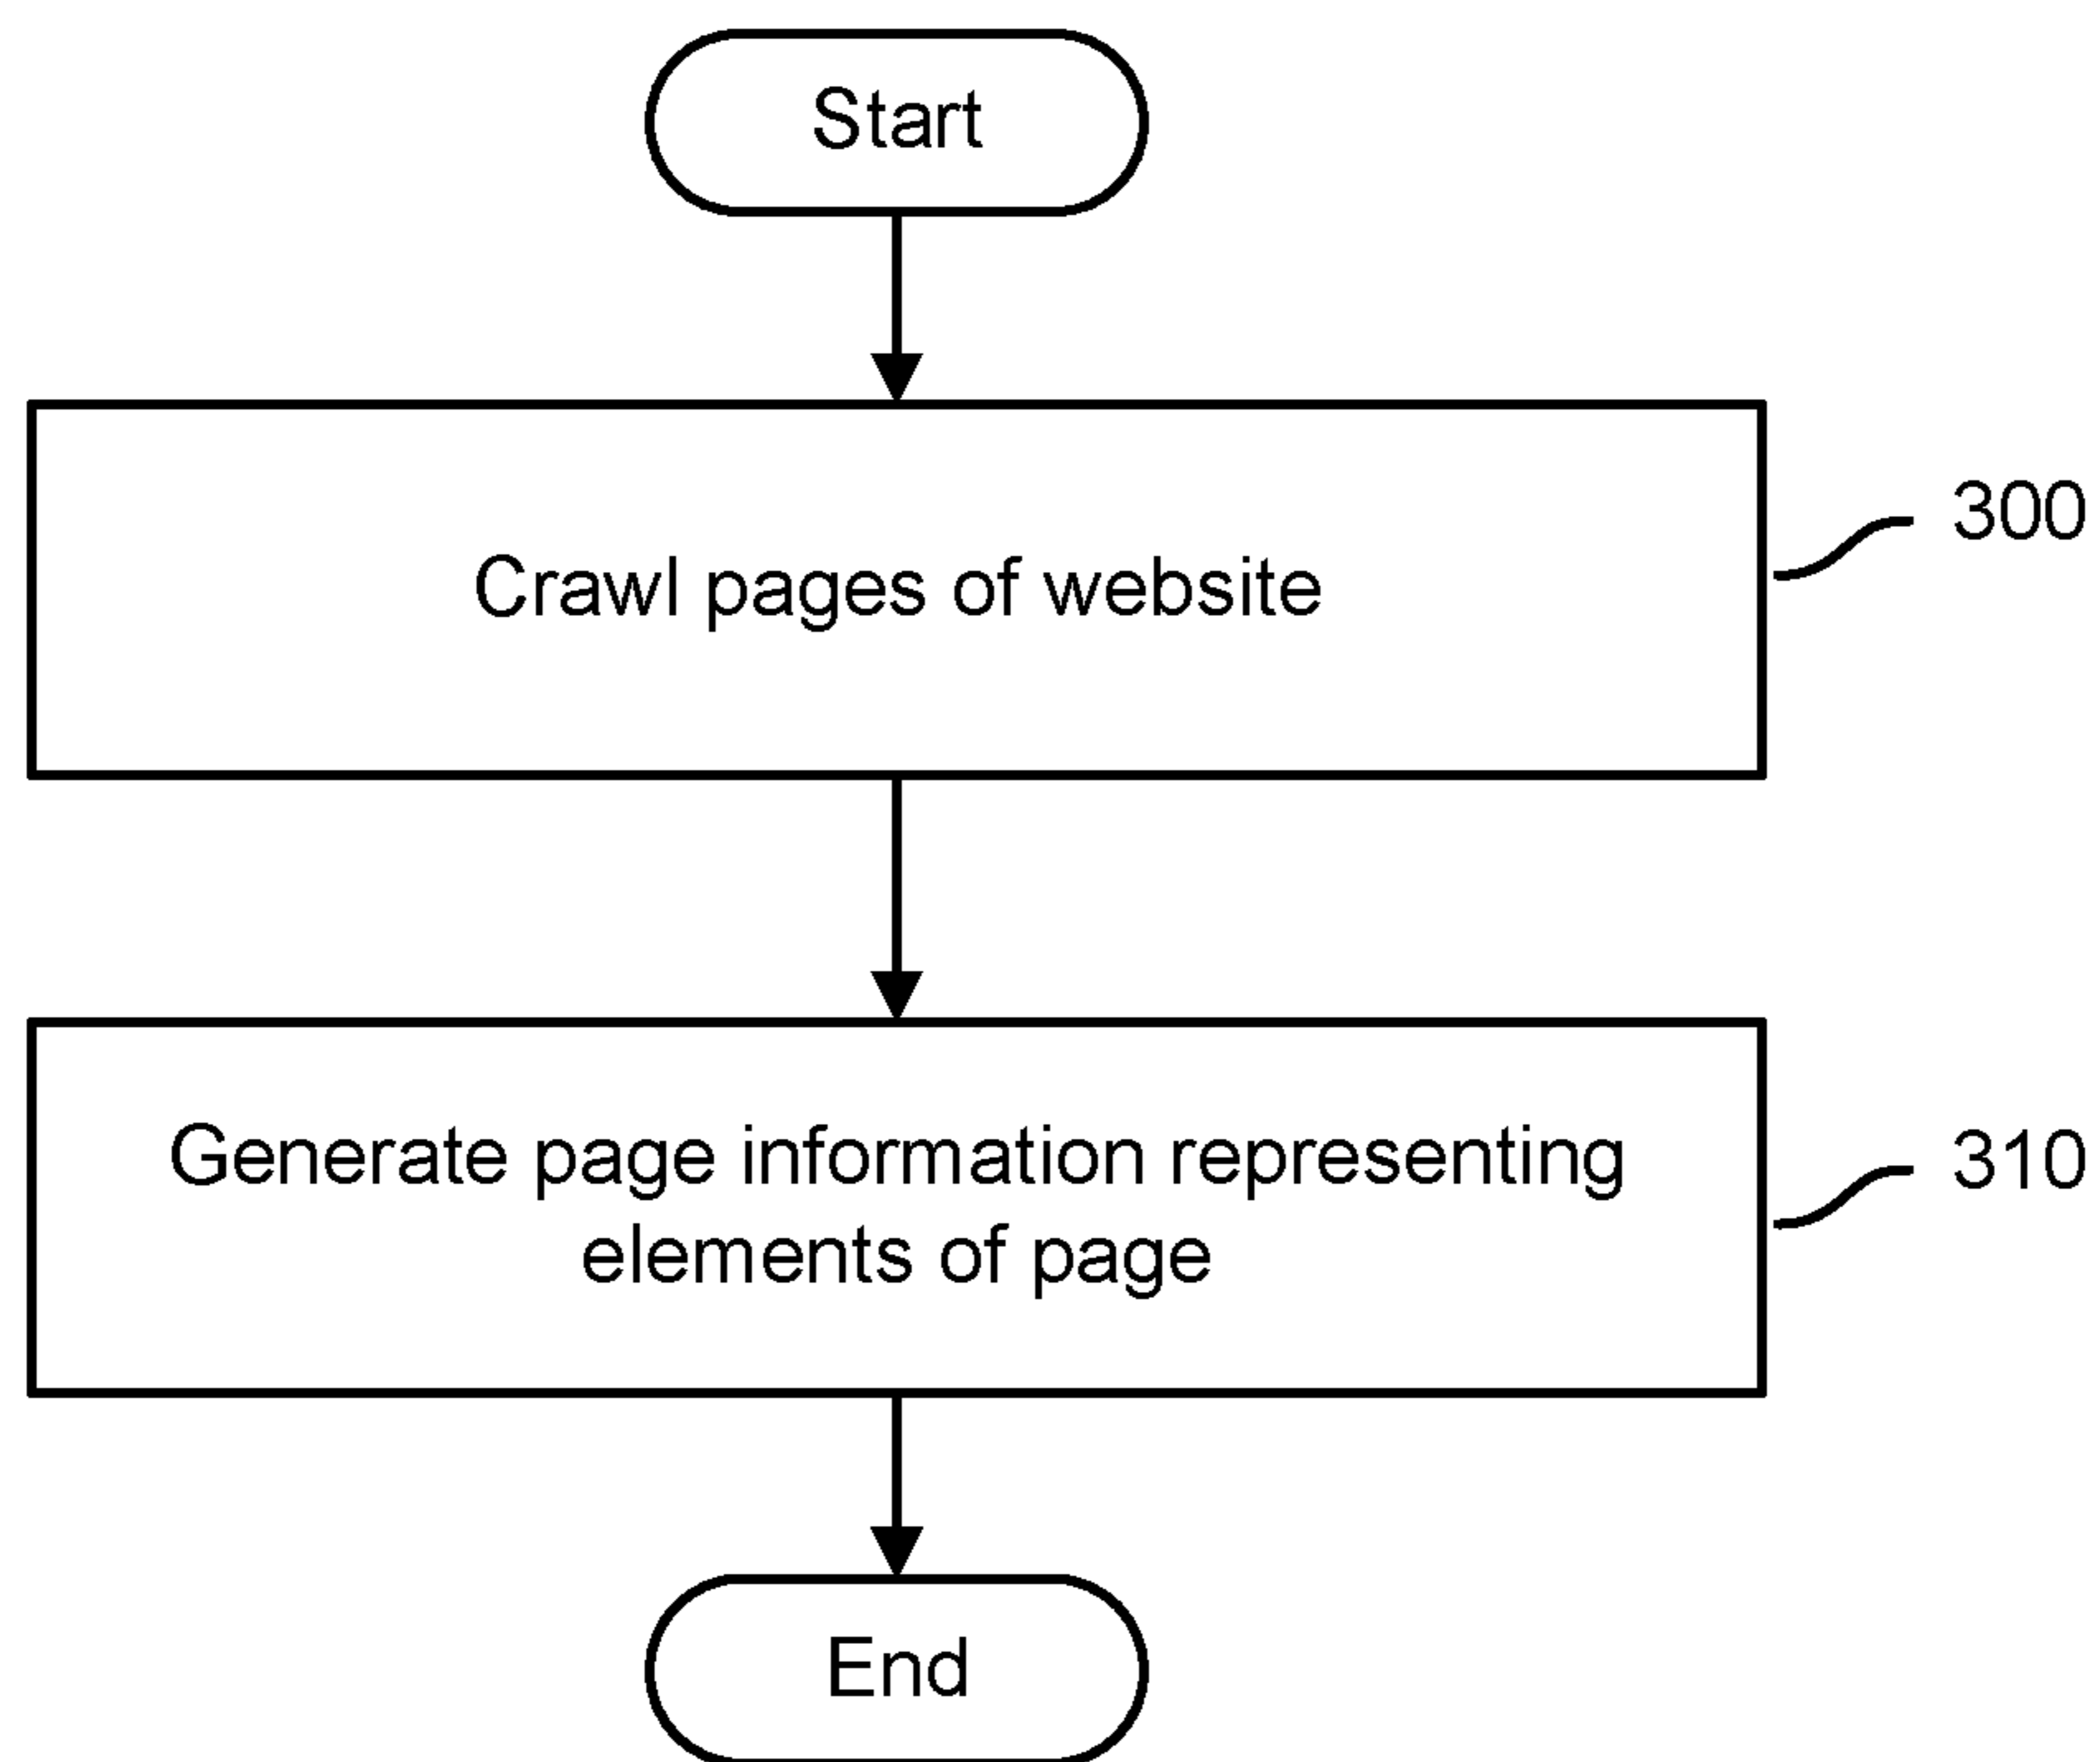 Start
Crawl pages of website
300
Generate page information representing
elements of page
310
End